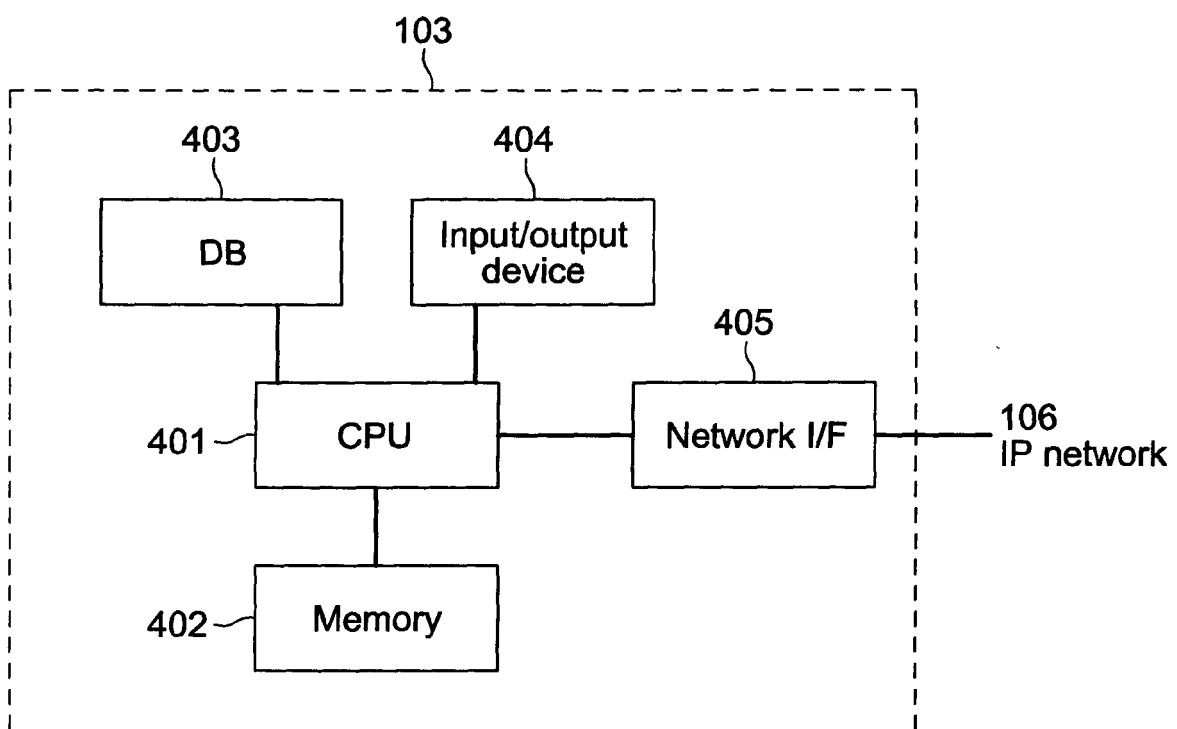 103
403
404
DB
Input/output
device
405
401
CPU
Network I/F
106
IP network
402
Memory